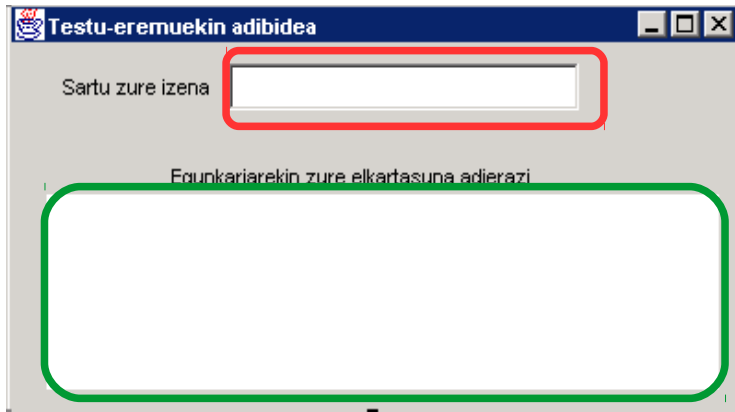 Testu-eremuekin adibidea
Sartu zure izena
Egunkariarekin zure elkartasuna adierazi